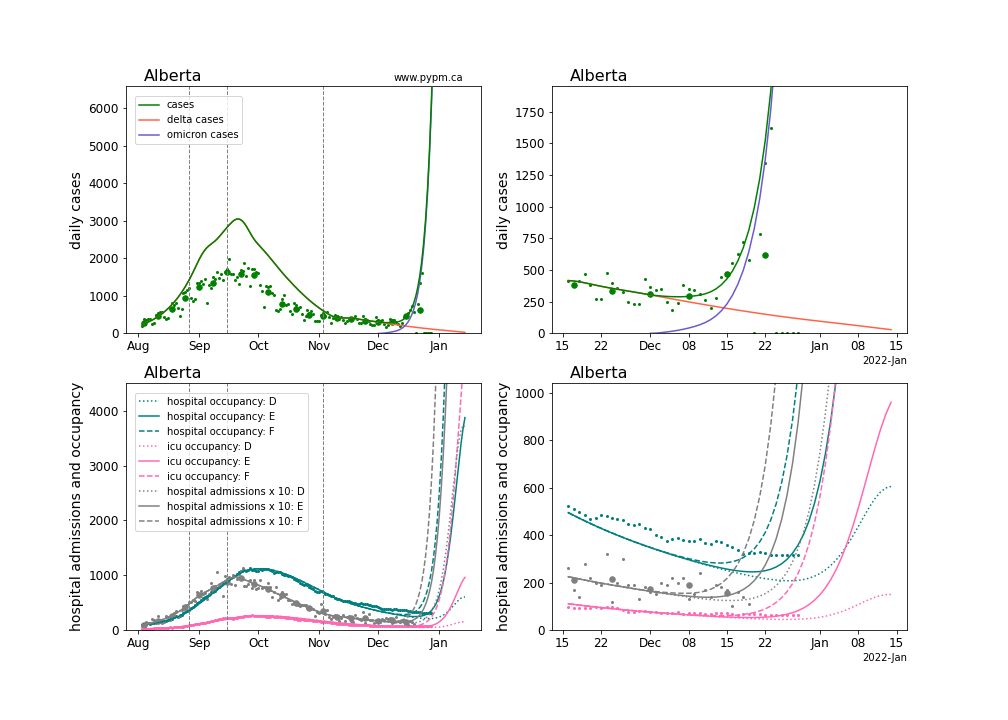 Alberta
www.pypm.ca
daily cases
6000
5000
4000
3000
2000
1000
0
cases
delta cases
omicron cases
Aug
Sep
Oct
Nov
Dec
Jan
Alberta
daily cases
1750
1500
1250
1000
750
500
250
0
15
22
Dec
08
15
22
Jan
08
15
2022-Jan
Alberta
hospital admissions and occupancy
4000
3000
2000
1000
0
hospital occupancy: D
hospital occupancy: E
hospital occupancy: F
icu occupancy: D
icu occupancy: E
icu occupancy: F
hospital admissions x 10: D
hospital admissions x 10: E
hospital admissions x 10: F
Aug
Sep
Oct
Nov
Dec
Jan
Alberta
hospital admissions and occupancy
1000
800
600
400
200
0
15
22
Dec
08
15
22
Jan
08
15
2022-Jan